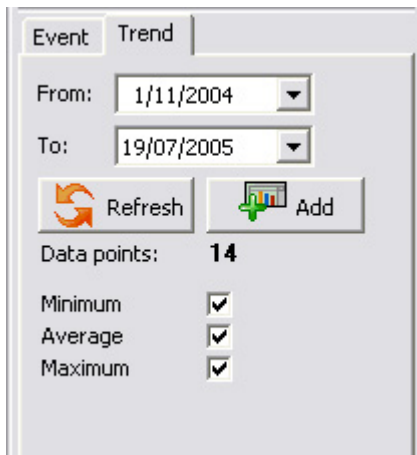 Event Trend
From: 1/11/2004
To: 19/07/2005
Refresh Add
Data points: 14
Minimum
Average
Maximum